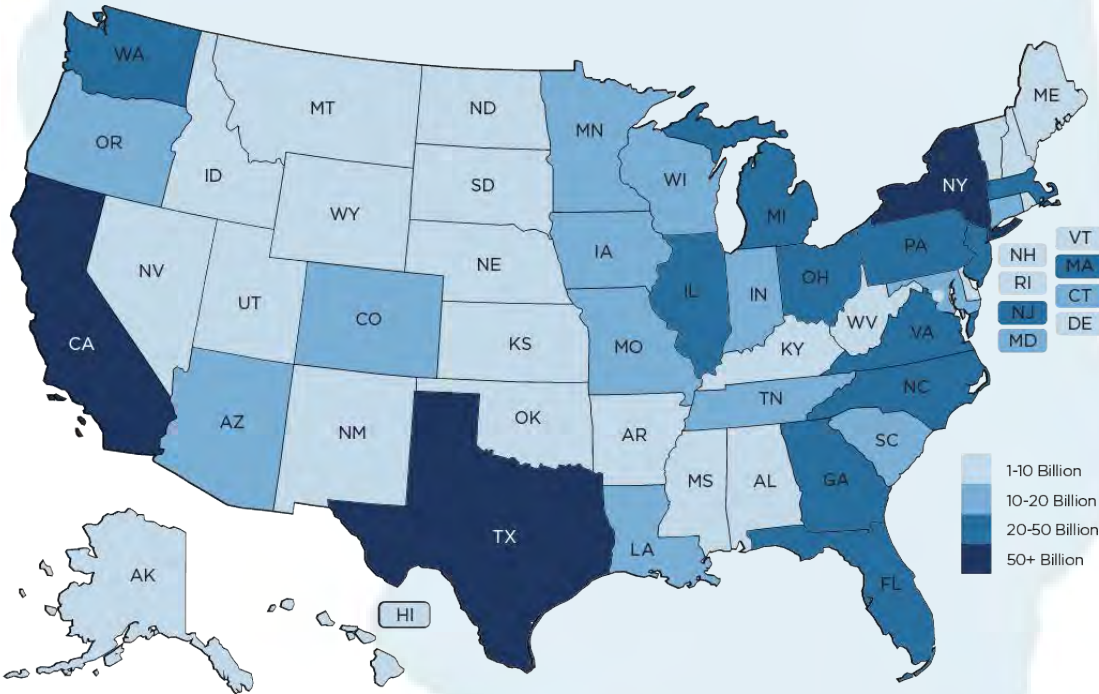 WA
MT
ND
ME
MN
OR
ID
SD
WI
NY
WY
MI
VT
PA
NH
MA
IA
NE
NV
OH
RI
CT
UT
IL
IN
NJ
CO
DE
WV
VA
MD
CA
KS
MO
KY
NC
TN
AZ
OK
NM
AR
SC
1-10 Billion
MS
AL
GA
10-20 Billion
20-50 Billion
TX
LA
50+ Billion
AK
FL
HI